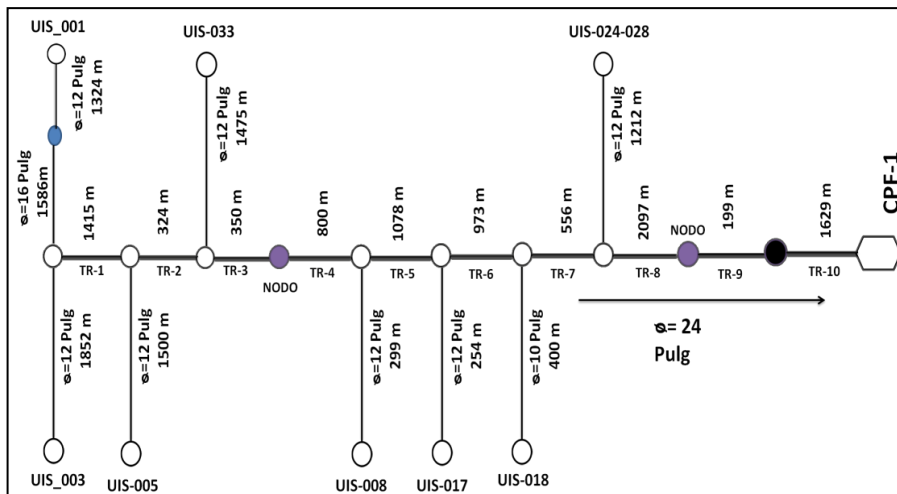 UIS_001
UIS-033
UIS-024-028
ᴓ=12 Pulg
1324 m
ᴓ=12 Pulg
1475 m
ᴓ=12 Pulg
1212 m
ᴓ=16 Pulg
1586m
1415 m
324 m
350 m
800 m
1078 m
973 m
556 m
2097 m
199 m
1629 m
CPF-1
NODO
TR-1
TR-2
TR-3
TR-4
TR-5
TR-6
TR-7
TR-8
TR-9
TR-10
NODO
ᴓ= 24
Pulg
ᴓ=12 Pulg
1852 m
ᴓ=12 Pulg
1500 m
ᴓ=12 Pulg
299 m
ᴓ=12 Pulg
254 m
ᴓ=10 Pulg
400 m
UIS_003
UIS-005
UIS-008
UIS-017
UIS-018